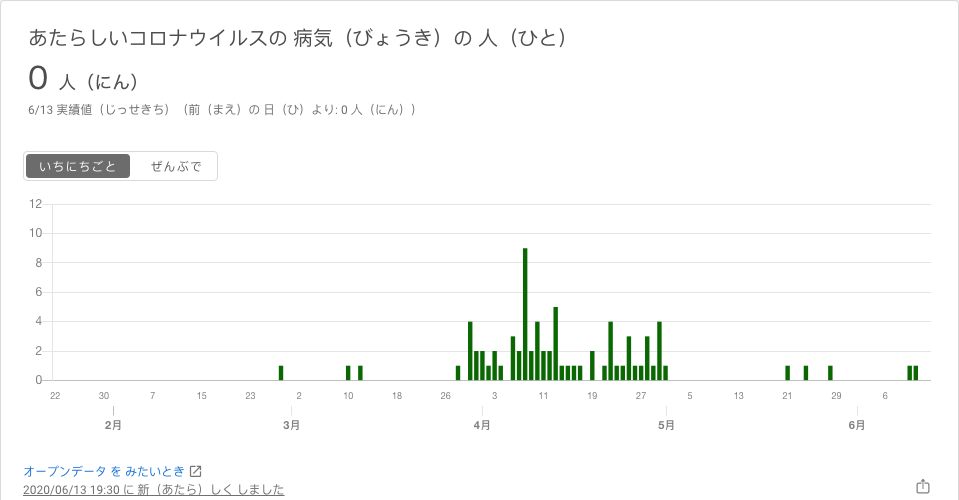 あたらしいコロナウイルスの 病気（びょうき）の 人（ひと）
0 人（にん）
6/13 実績値（じっせきち）（前（まえ）の 日（ひ）より: 0 人（にん））
いちにちごと ぜんぶで
12
10
8
6
4
2
0
22 30 7 15 23 2 10 18 26 3 11 19 27 5 13 21 29 6
2月 3月 4月 5月 6月
オープンデータ を みたいとき
2020/06/13 19:30 に 新（あたら）しく しました